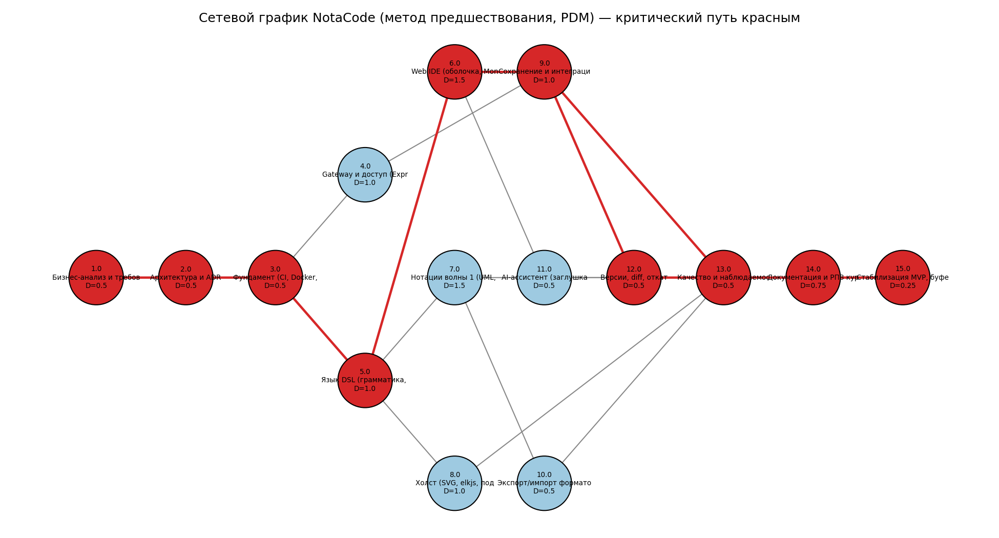 Сетевой график NotaCode (метод предшествования, PDM) — критический путь красным
6.0
Web IDE (оболочка, Mon
D=1.5
9.0
Сохранение и интеграци
D=1.0
4.0
Gateway и доступ (Expr
D=1.0
1.0
Бизнес-анализ и требов
D=0.5
2.0
Архитектура и ADR
D=0.5
3.0
Фундамент (CI, Docker,
D=0.5
7.0
Нотации волны 1 (UML,
D=1.5
11.0
AI-ассистент (заглушка
D=0.5
12.0
Версии, diff, откат
D=0.5
13.0
Качество и наблюдаемос
D=0.5
14.0
Документация и РПВ кур
D=0.75
15.0
Стабилизация MVP, буфе
D=0.25
5.0
Язык DSL (грамматика,
D=1.0
8.0
Холст (SVG, elkjs, под
D=1.0
10.0
Экспорт/импорт формато
D=0.5